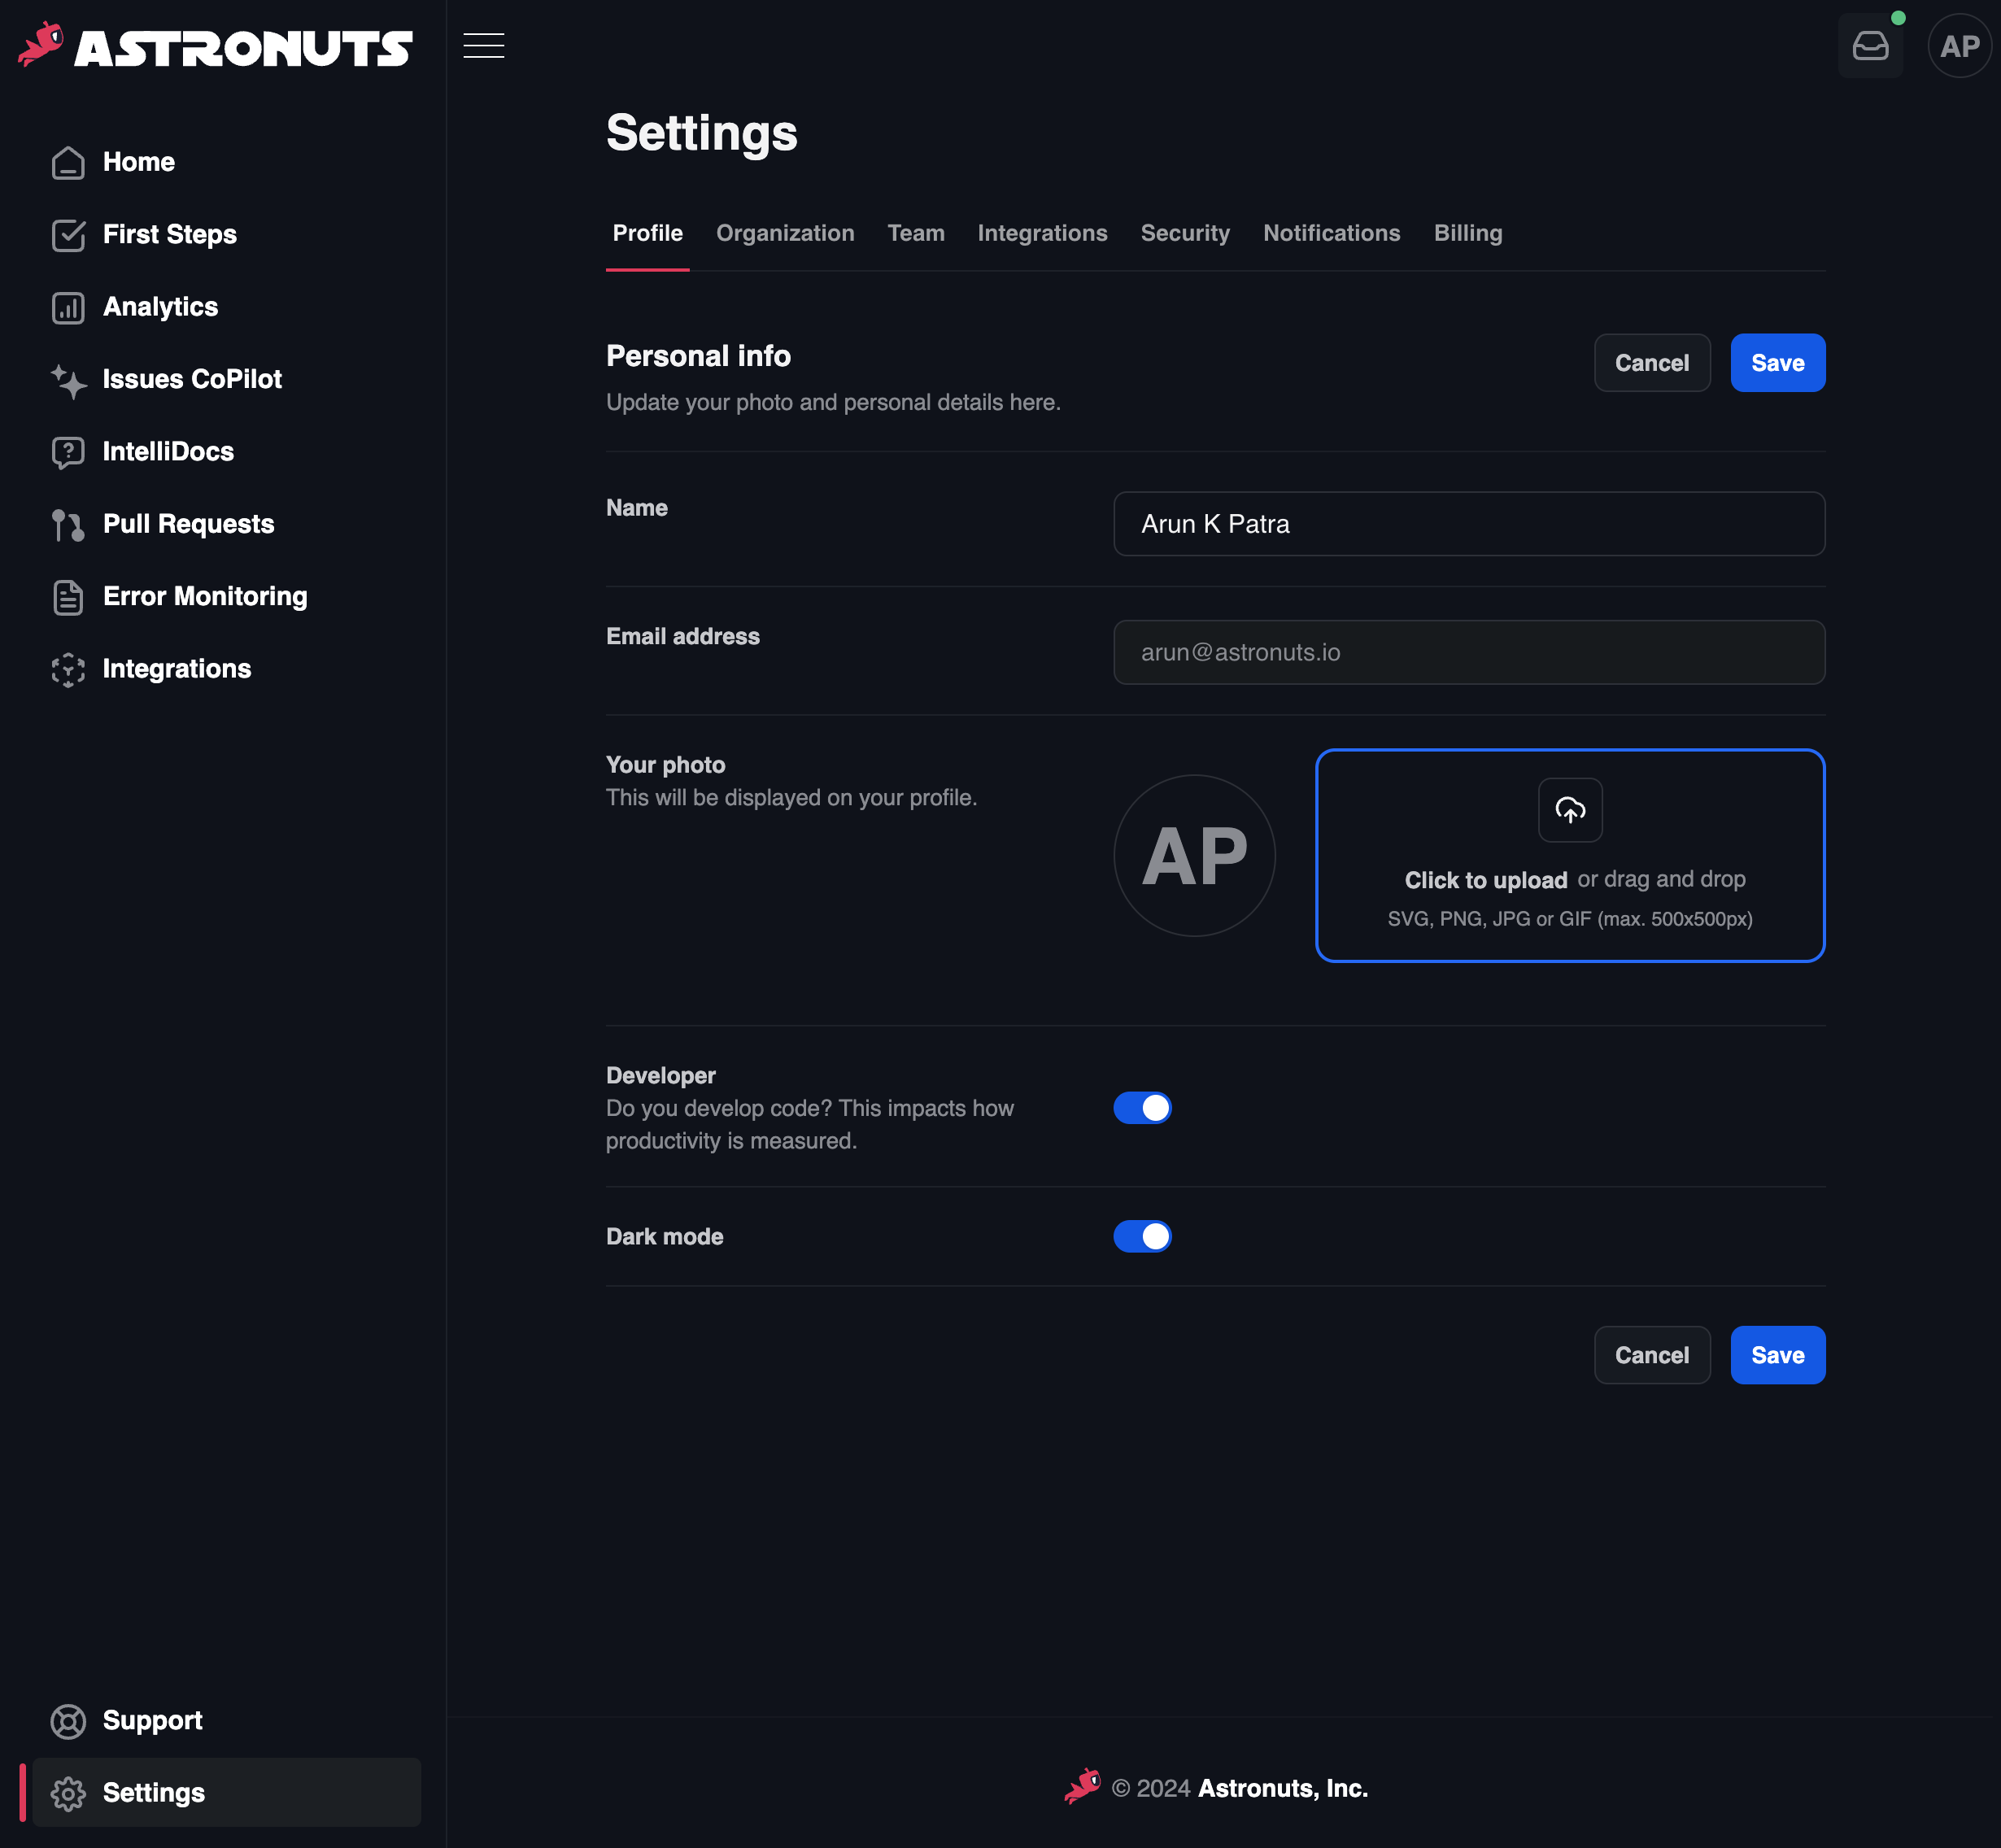 ASTRONUTS
AP
Home
First Steps
Analytics
Issues CoPilot
IntelliDocs
Pull Requests
Error Monitoring
Integrations
Support
Settings
Settings
Profile Organization Team Integrations Security Notifications Billing
Personal info
Update your photo and personal details here.
Cancel Save
Name
Arun K Patra
Email address
arun@astronuts.io
Your photo
This will be displayed on your profile.
AP
Click to upload or drag and drop
SVG, PNG, JPG or GIF (max. 500x500px)
Developer
Do you develop code? This impacts how
productivity is measured.
Dark mode
Cancel Save
© 2024 Astronuts, Inc.